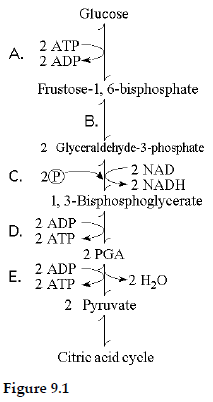 Glucose
A. 2 ATP
2 ADP
Frustose-1, 6-bisphosphate
B.
2 Glyceraldehyde-3-phosphate
C. 2Ⓟ 2 NAD
2 NADH
1, 3-Bisphosphoglycerate
D. 2 ADP
2 ATP
2 PGA
E. 2 ADP
2 ATP 2 H₂O
2 Pyruvate
Citric acid cycle
Figure 9.1